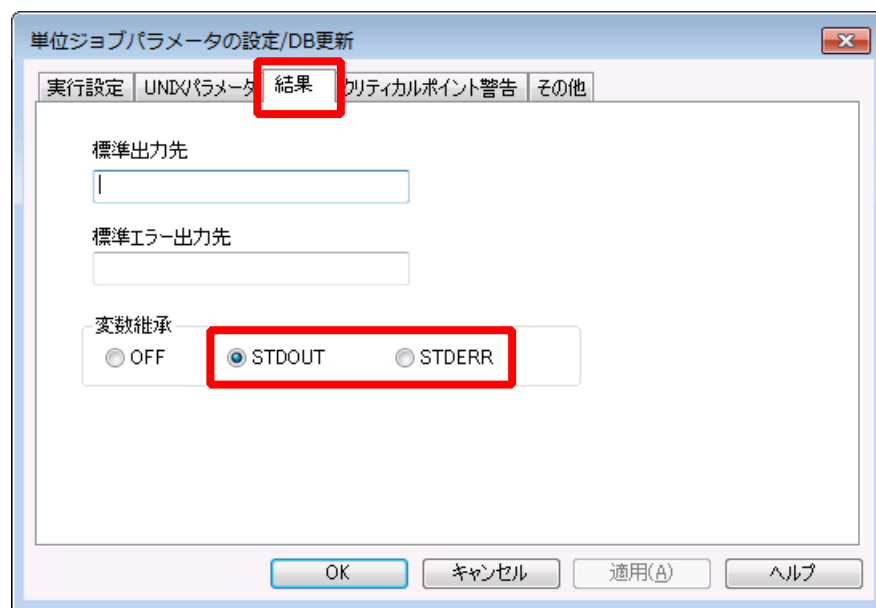 単位ジョブパラメータの設定/DB更新
実行設定 UNIXパラメータ 結果 クリティカルポイント警告 その他
標準出力先
標準エラー出力先
変数継承
OFF STDOUT STDERR
OK キャンセル 適用(A) ヘルプ